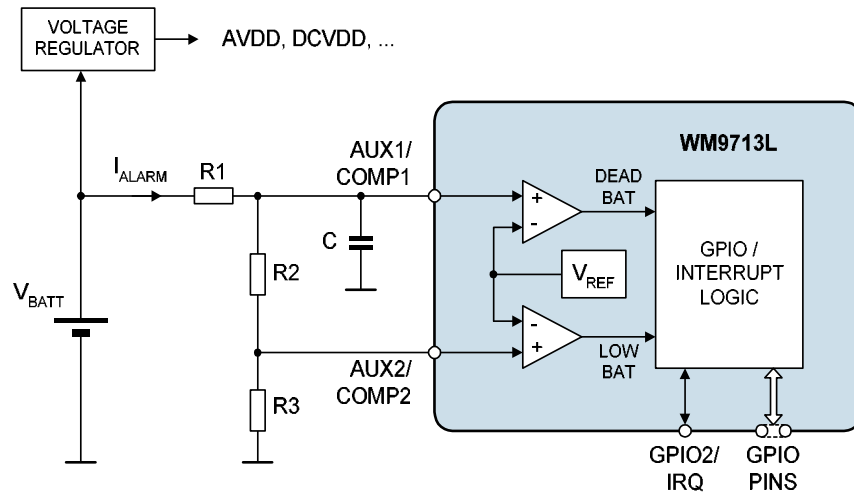 VOLTAGE
REGULATOR
AVDD, DCVDD, ...
I_ALARM
R1
AUX1/
COMP1
WM9713L
DEAD
BAT
+
-
C
R2
V_REF
GPIO /
INTERRUPT
LOGIC
V_BATT
-
+
LOW
BAT
AUX2/
COMP2
R3
GPIO2/
IRQ
GPIO
PINS